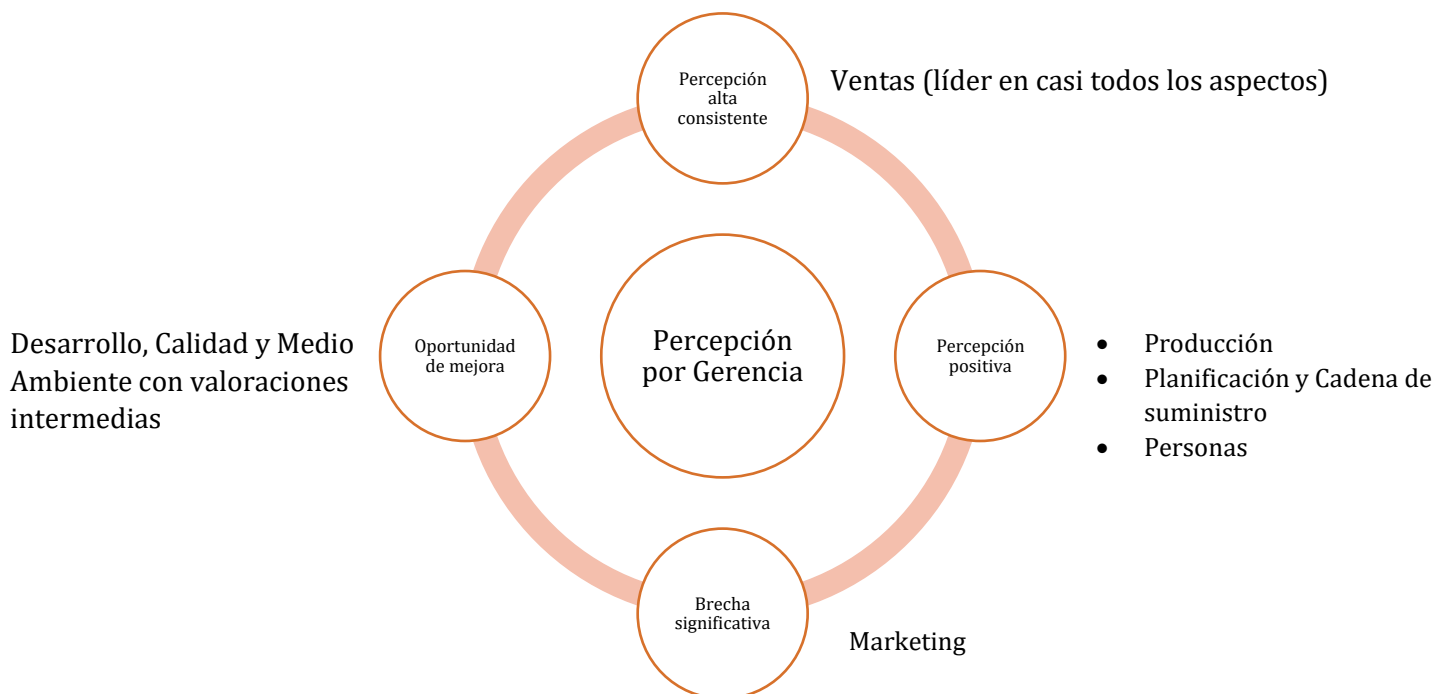 Percepción
alta
consistente
Ventas (líder en casi todos los aspectos)
Desarrollo, Calidad y Medio
Ambiente con valoraciones
intermedias
Oportunidad
de mejora
Percepción
por Gerencia
Percepción
positiva
• Producción
• Planificación y Cadena de
suministro
• Personas
Brecha
significativa
Marketing